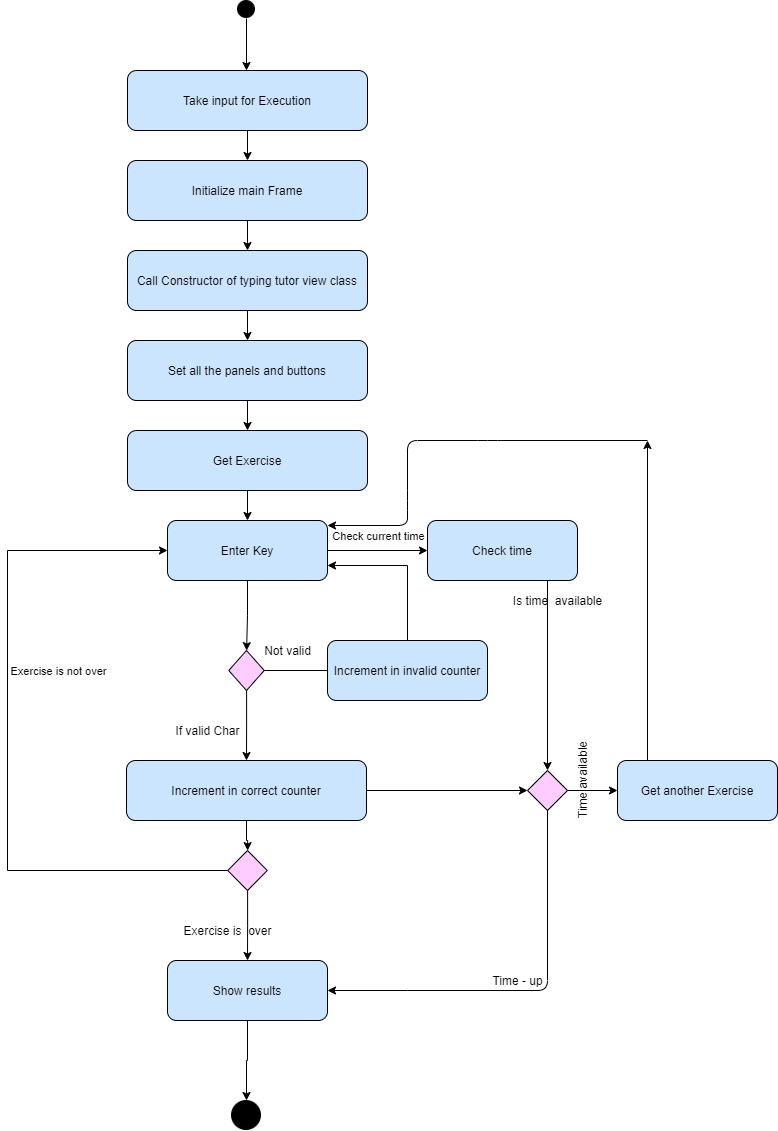 Take input for Execution
Initialize main Frame
Call Constructor of typing tutor view class
Set all the panels and buttons
Get Exercise
Check current time
Enter Key
Check time
Is time available
Not valid
Exercise is not over
Increment in invalid counter
If valid Char
Time available
Increment in correct counter
Get another Exercise
Exercise is over
Time - up
Show results